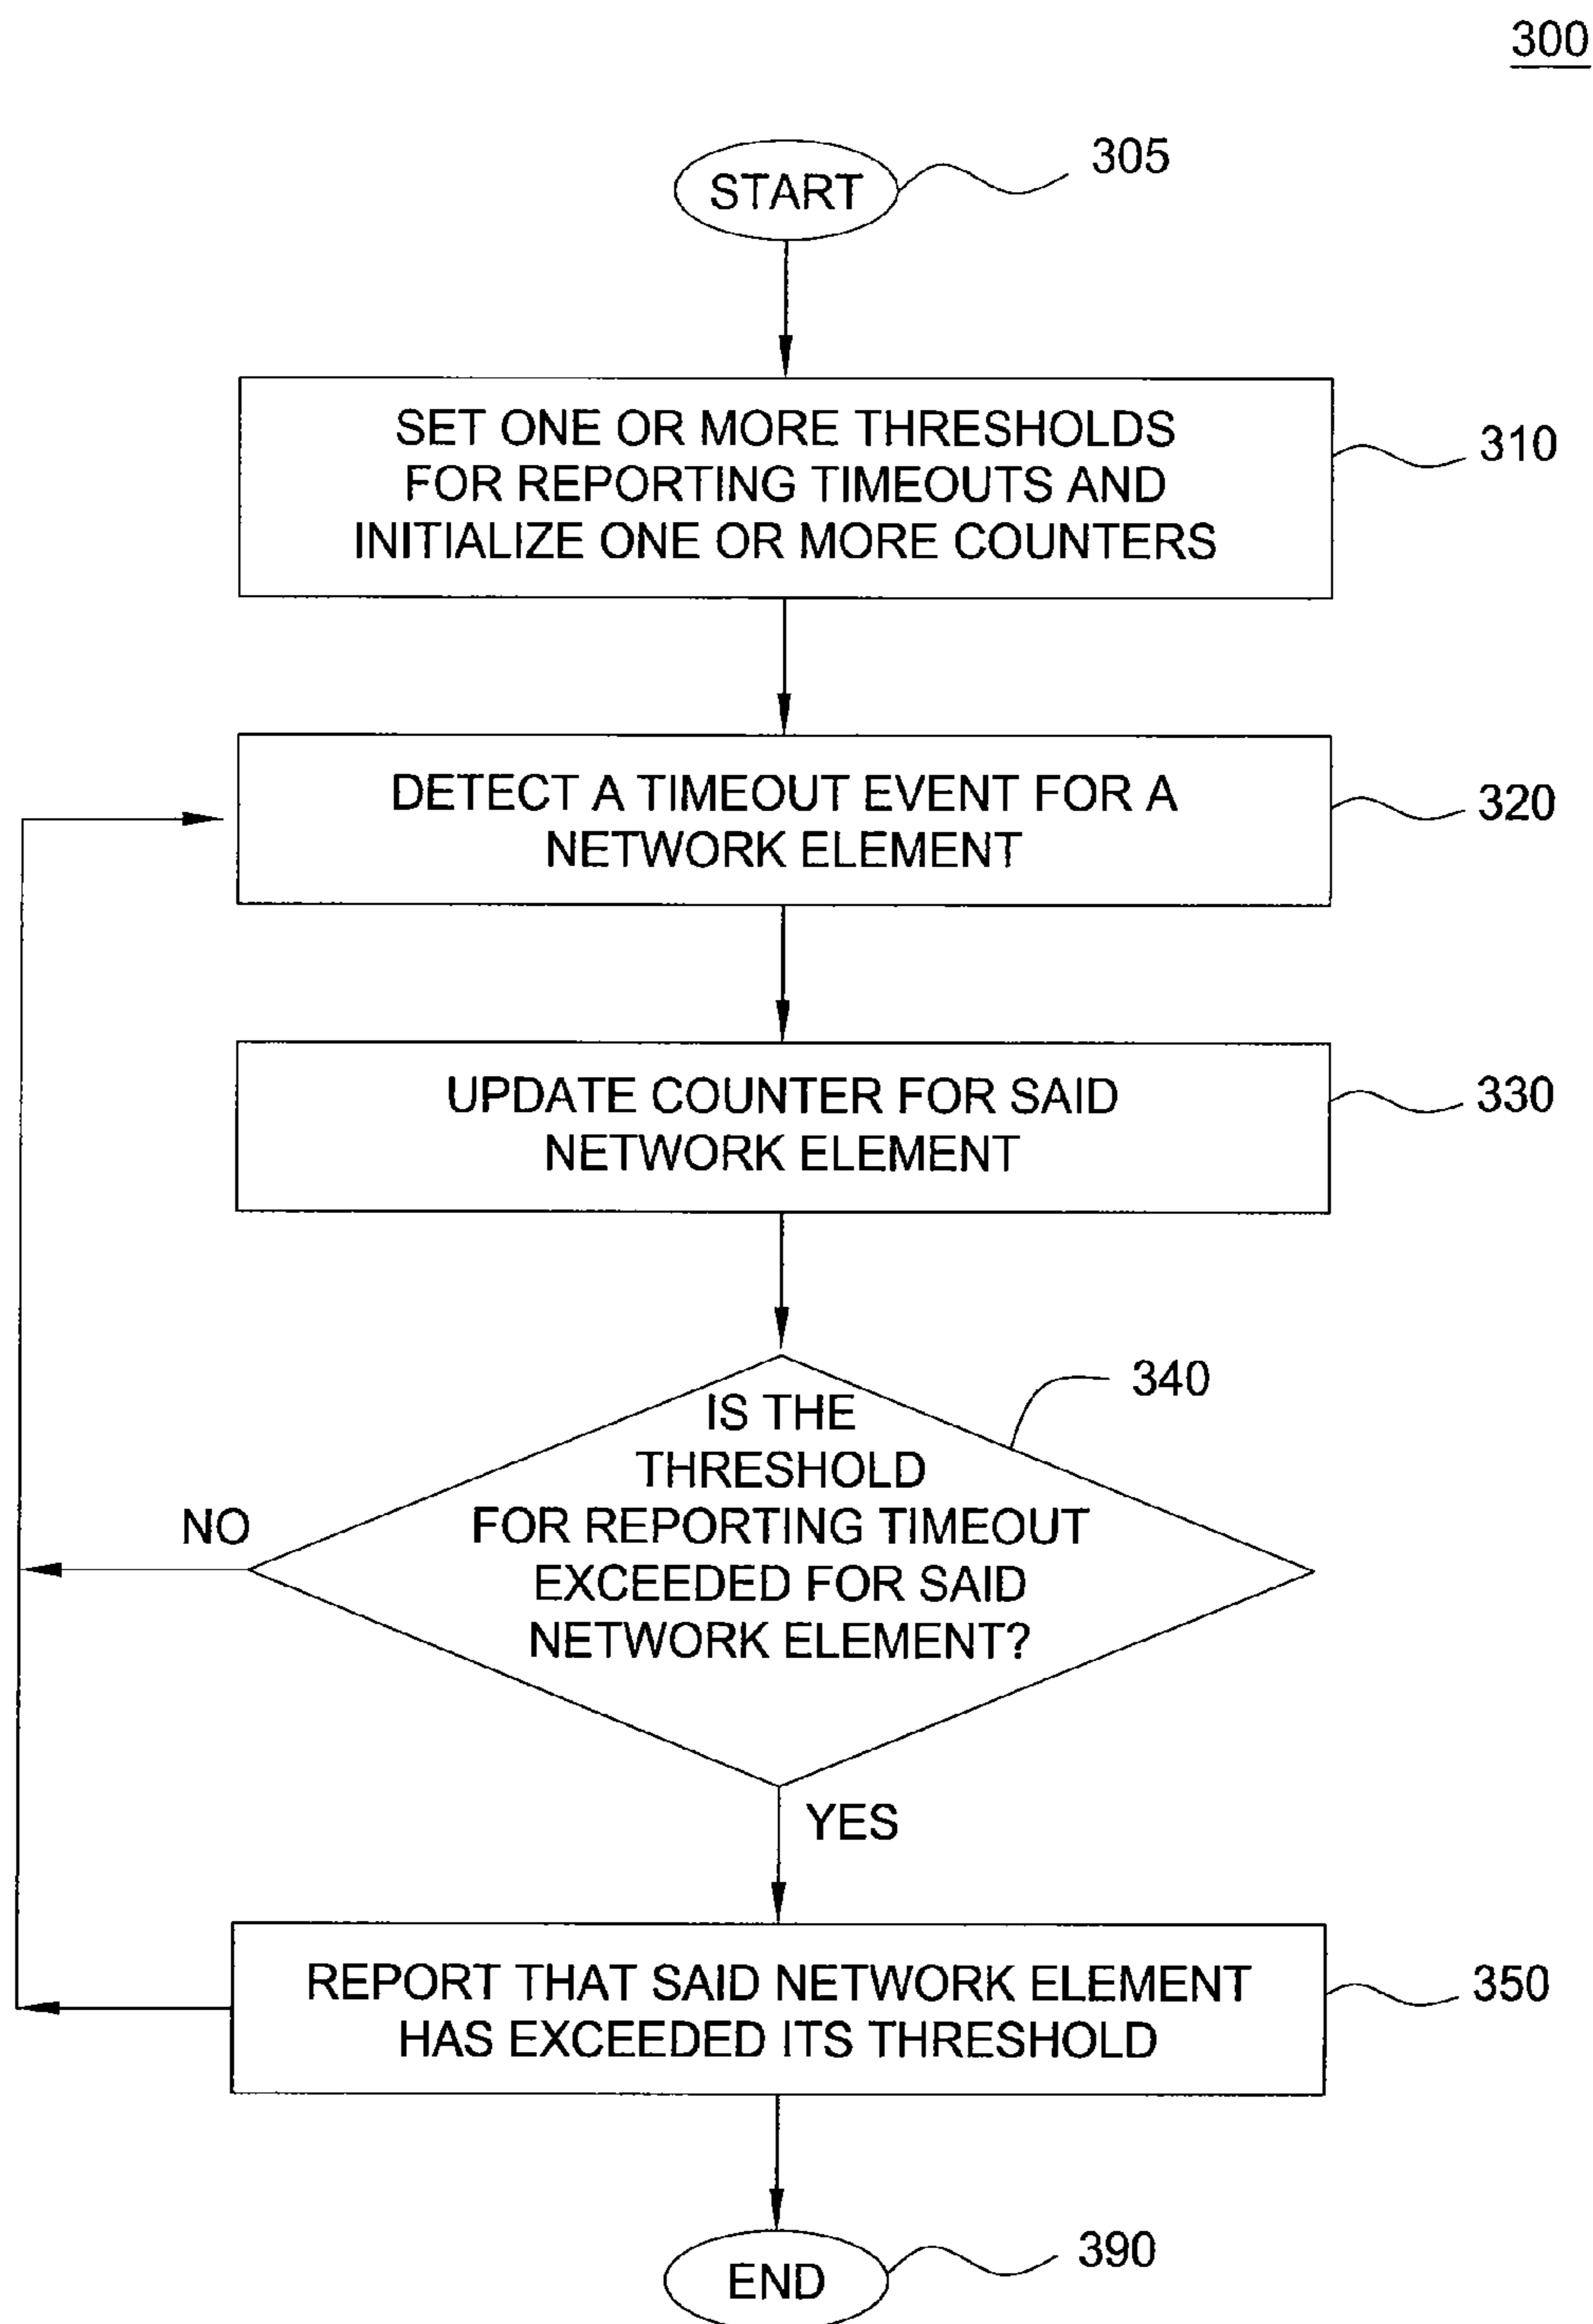 300
START
305
SET ONE OR MORE THRESHOLDS
FOR REPORTING TIMEOUTS AND
INITIALIZE ONE OR MORE COUNTERS
310
DETECT A TIMEOUT EVENT FOR A
NETWORK ELEMENT
320
UPDATE COUNTER FOR SAID
NETWORK ELEMENT
330
IS THE
THRESHOLD
FOR REPORTING TIMEOUT
EXCEEDED FOR SAID
NETWORK ELEMENT?
340
NO
YES
REPORT THAT SAID NETWORK ELEMENT
HAS EXCEEDED ITS THRESHOLD
350
END
390